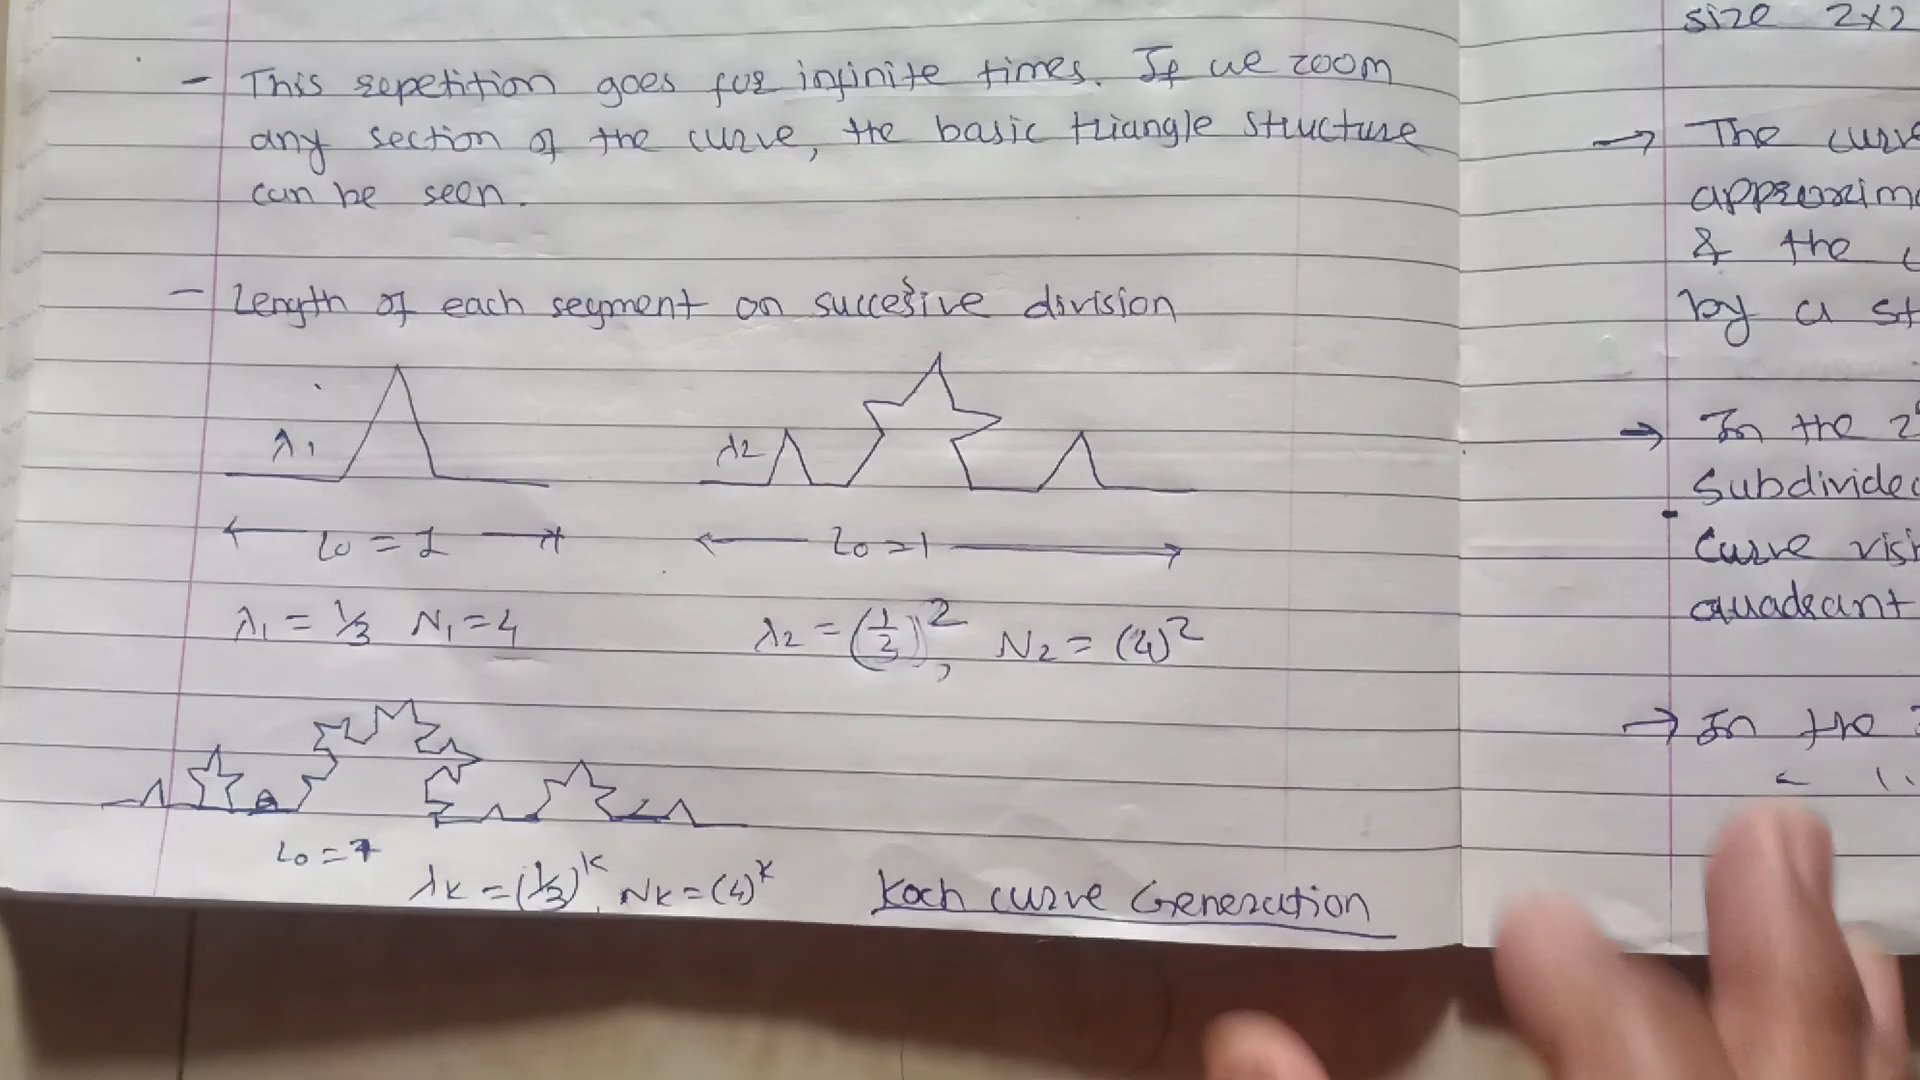 - This repetition goes for infinite times. If we zoom
any section of the curve, the basic triangle structure
can be seen.
- Length of each segment on succesive division
λ1
L0 = 1
λ1 = 1/3 N1 = 4
λ2
L0 = 1
λ2 = (1/3)², N2 = (4)²
L0 =
λK = (1/3)^K, NK = (4)^K
Koch curve Generation
size 2x2
→ The curv
approxim
& the
by a st
→ In the 2
subdivided
curve visi
quadrant
→ In the